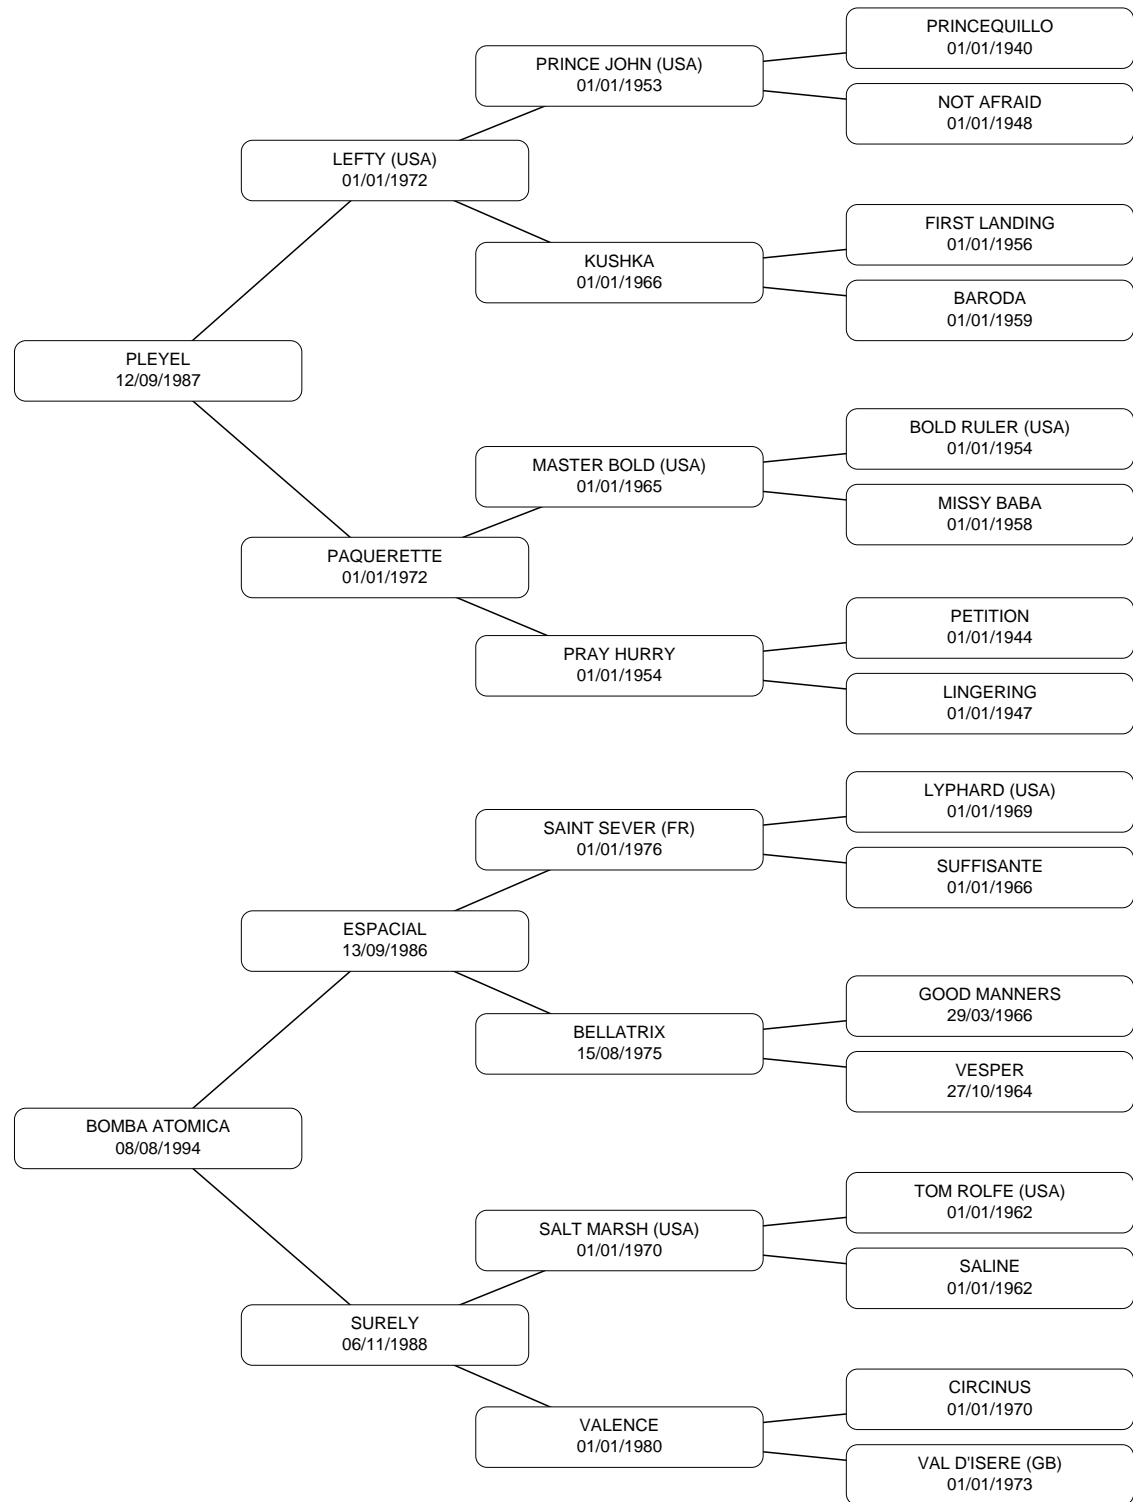 PRINCEQUILLO
01/01/1940
PRINCE JOHN (USA)
01/01/1953
NOT AFRAID
01/01/1948
LEFTY (USA)
01/01/1972
FIRST LANDING
01/01/1956
KUSHKA
01/01/1966
BARODA
01/01/1959
PLEYEL
12/09/1987
BOLD RULER (USA)
01/01/1954
MASTER BOLD (USA)
01/01/1965
MISSY BABA
01/01/1958
PAQUERETTE
01/01/1972
PETITION
01/01/1944
PRAY HURRY
01/01/1954
LINGERING
01/01/1947
LYPHARD (USA)
01/01/1969
SAINT SEVER (FR)
01/01/1976
SUFFISANTE
01/01/1966
ESPACIAL
13/09/1986
GOOD MANNERS
29/03/1966
BELLATRIX
15/08/1975
VESPER
27/10/1964
BOMBA ATOMICA
08/08/1994
TOM ROLFE (USA)
01/01/1962
SALT MARSH (USA)
01/01/1970
SALINE
01/01/1962
SURELY
06/11/1988
CIRCINUS
01/01/1970
VALENCE
01/01/1980
VAL D'ISERE (GB)
01/01/1973